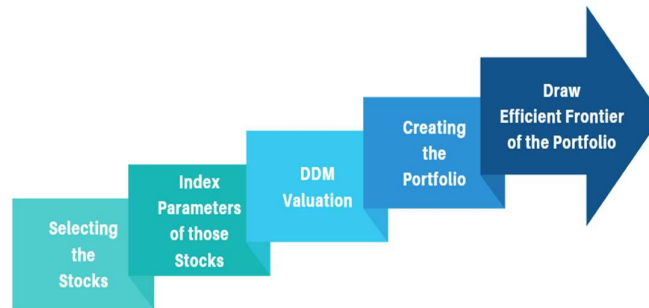 Selecting
the
Stocks
Index
Parameters
of those
Stocks
DDM
Valuation
Creating
the
Portfolio
Draw
Efficient Frontier
of the Portfolio